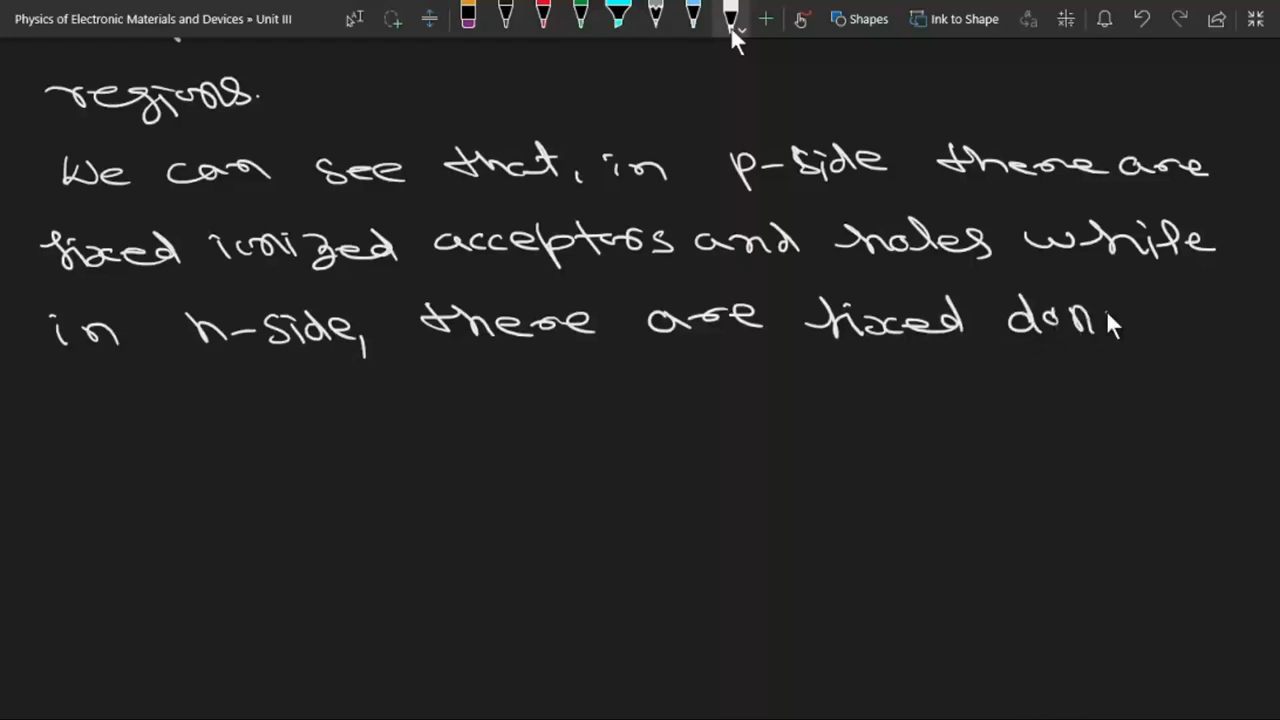 Physics of Electronic Materials and Devices » Unit III
Shapes
Ink to Shape
regions.
We can see that, in p-side there are
fixed ionized acceptors and holes while
in n-side, there are fixed don